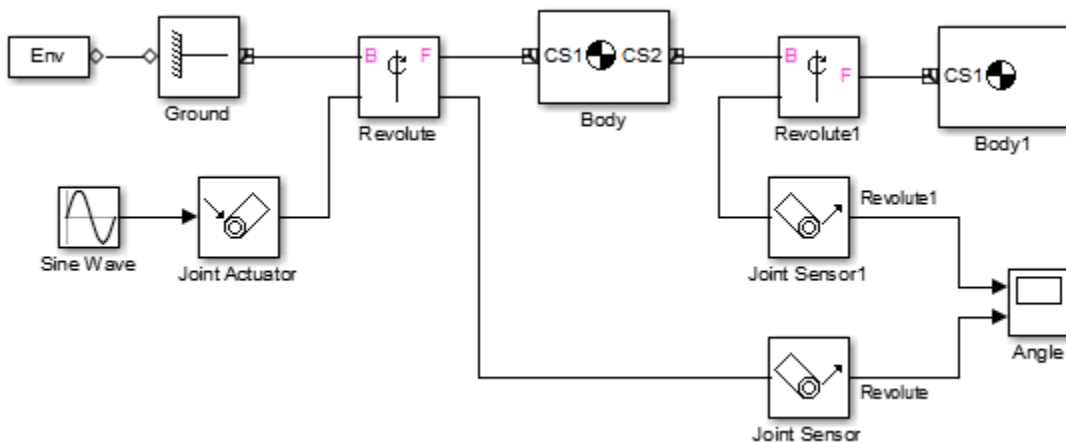 Env
Ground
B F
Revolute
CS1 CS2
Body
B F
Revolute1
CS1
Body1
Sine Wave
Joint Actuator
Revolute1
Joint Sensor1
Angle
Revolute
Joint Sensor